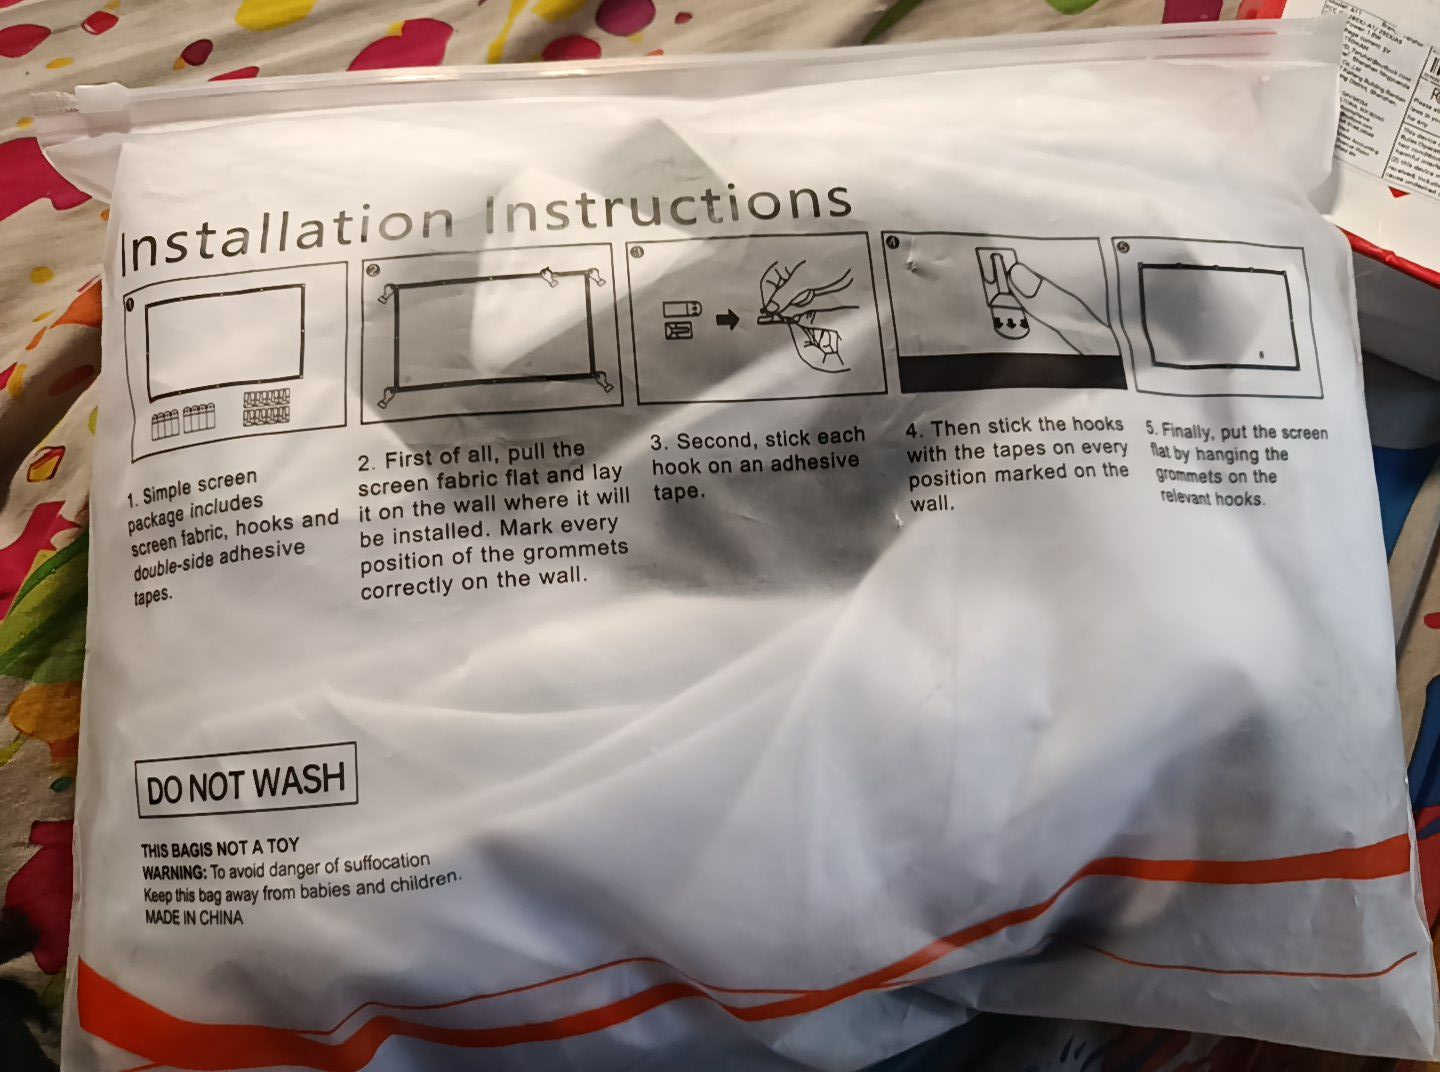 Installation Instructions
1
2
3
4
5
1. Simple screen
package includes
screen fabric, hooks and
double-side adhesive
tapes.
2. First of all, pull the
screen fabric flat and lay
it on the wall where it will
be installed. Mark every
position of the grommets
correctly on the wall.
3. Second, stick each
hook on an adhesive
tape.
4. Then stick the hooks
with the tapes on every
position marked on the
wall.
5. Finally, put the screen
flat by hanging the
grommets on the
relevant hooks.
DO NOT WASH
THIS BAGIS NOT A TOY
WARNING: To avoid danger of suffocation
Keep this bag away from babies and children.
MADE IN CHINA